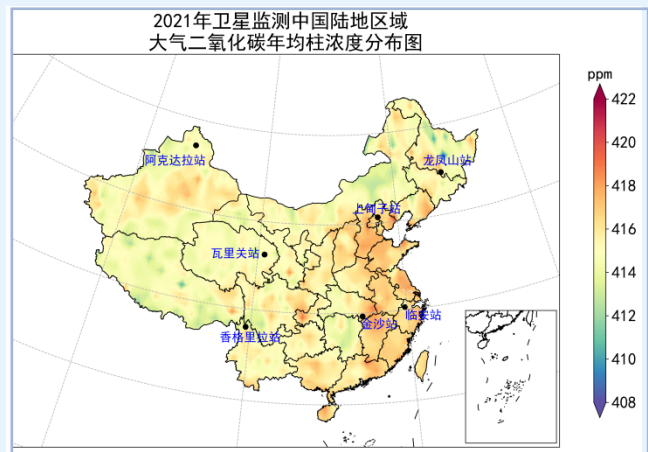 2021年卫星监测中国陆地区域
大气二氧化碳年均柱浓度分布图
ppm
422
420
418
416
414
412
410
408
阿克达拉站
龙凤山站
上甸子站
瓦里关站
临安站
金沙站
香格里拉站